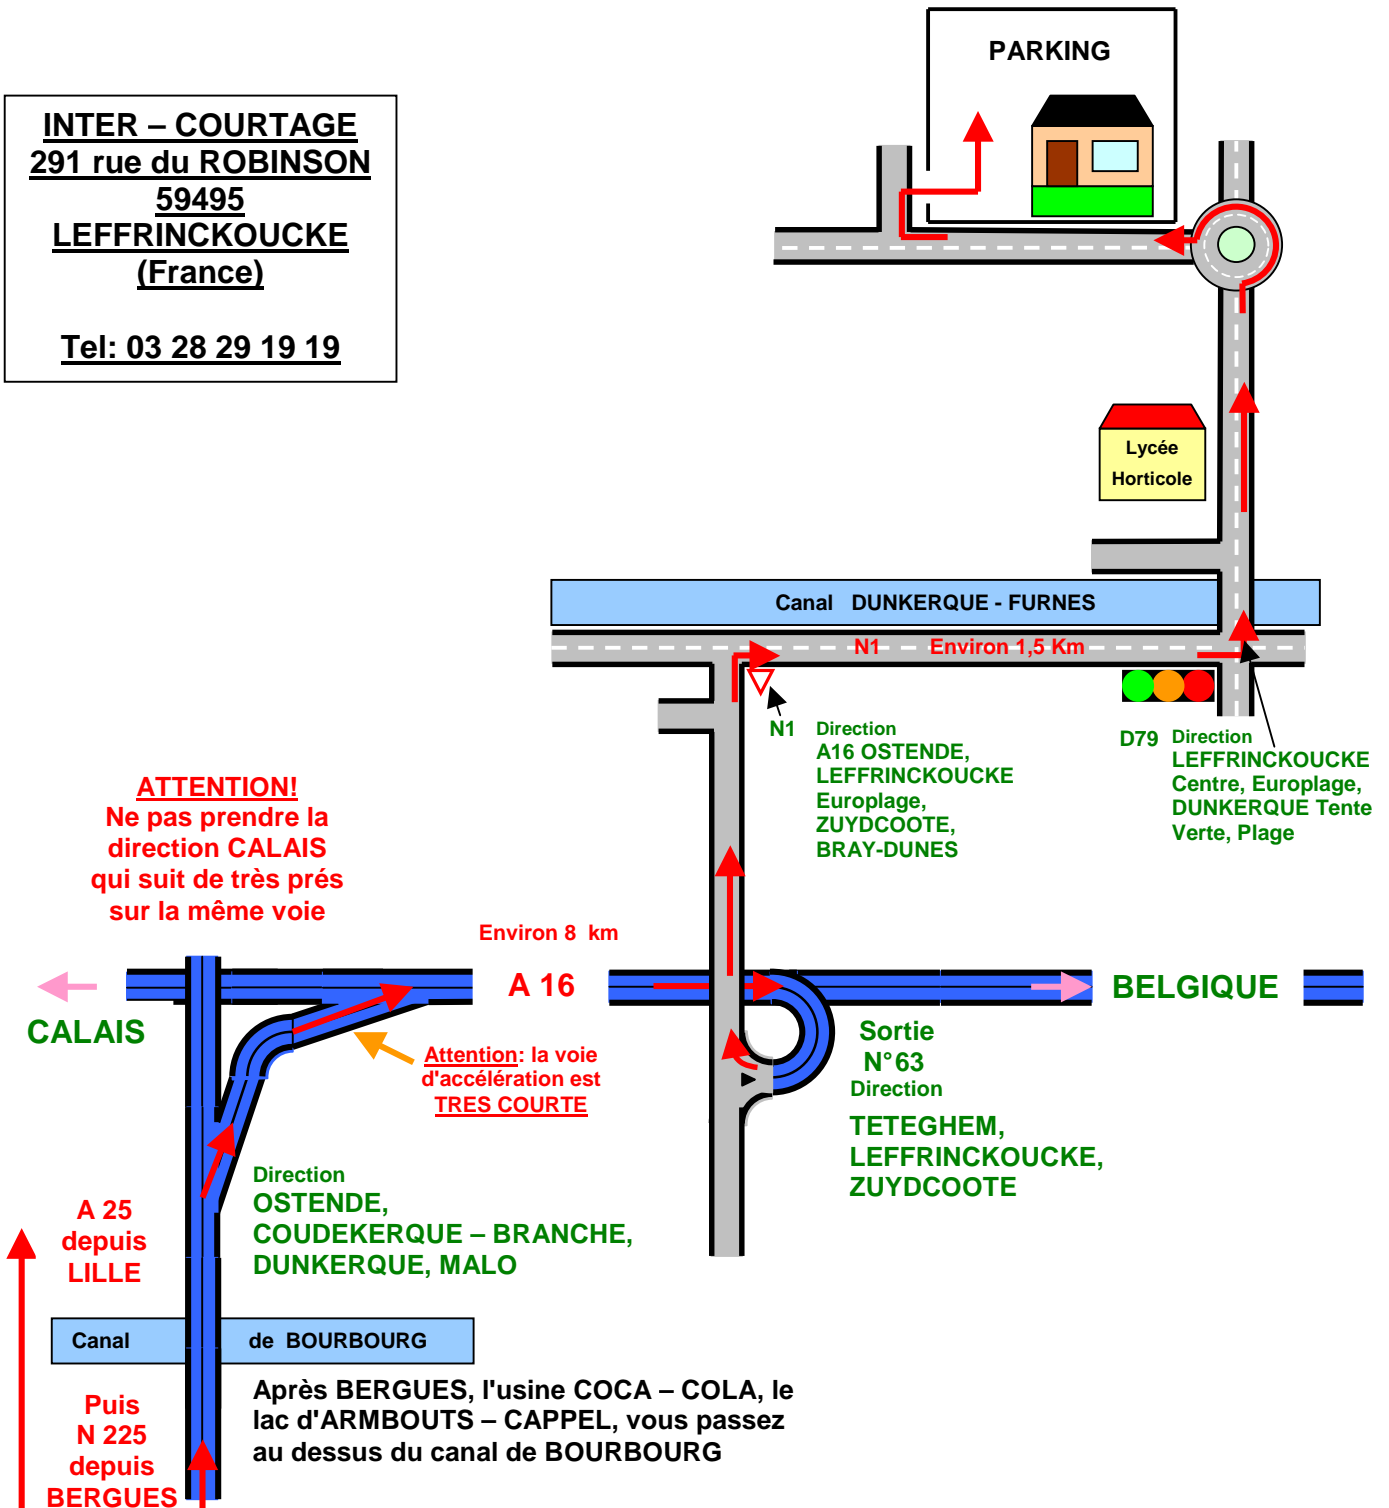 PARKING
INTER – COURTAGE
291 rue du ROBINSON
59495
LEFFRINCKOUCKE
(France)
Tel: 03 28 29 19 19
Lycée
Horticole
Canal DUNKERQUE - FURNES
N1 Environ 1,5 Km
N1 Direction
A16 OSTENDE,
LEFFRINCKOUCKE
Europlage,
ZUYDCOOTE,
BRAY-DUNES
D79 Direction
LEFFRINCKOUCKE
Centre, Europlage,
DUNKERQUE Tente
Verte, Plage
ATTENTION!
Ne pas prendre la
direction CALAIS
qui suit de très prés
sur la même voie
Environ 8 km
A 16
BELGIQUE
CALAIS
Attention: la voie
d'accélération est
TRES COURTE
Sortie
N°63
Direction
TETEGHEM,
LEFFRINCKOUCKE,
ZUYDCOOTE
Direction
OSTENDE,
COUDEKERQUE – BRANCHE,
DUNKERQUE, MALO
A 25
depuis
LILLE
Canal de BOURBOURG
Puis
N 225
depuis
BERGUES
Après BERGUES, l'usine COCA – COLA, le
lac d'ARMBOUTS – CAPPEL, vous passez
au dessus du canal de BOURBOURG